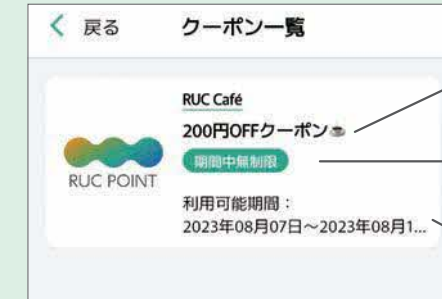 戻る クーポン一覧
RUC Café
200円OFFクーポン☕
期間中無制限
RUC POINT
利用可能期間：
2023年08月07日～2023年08月1...